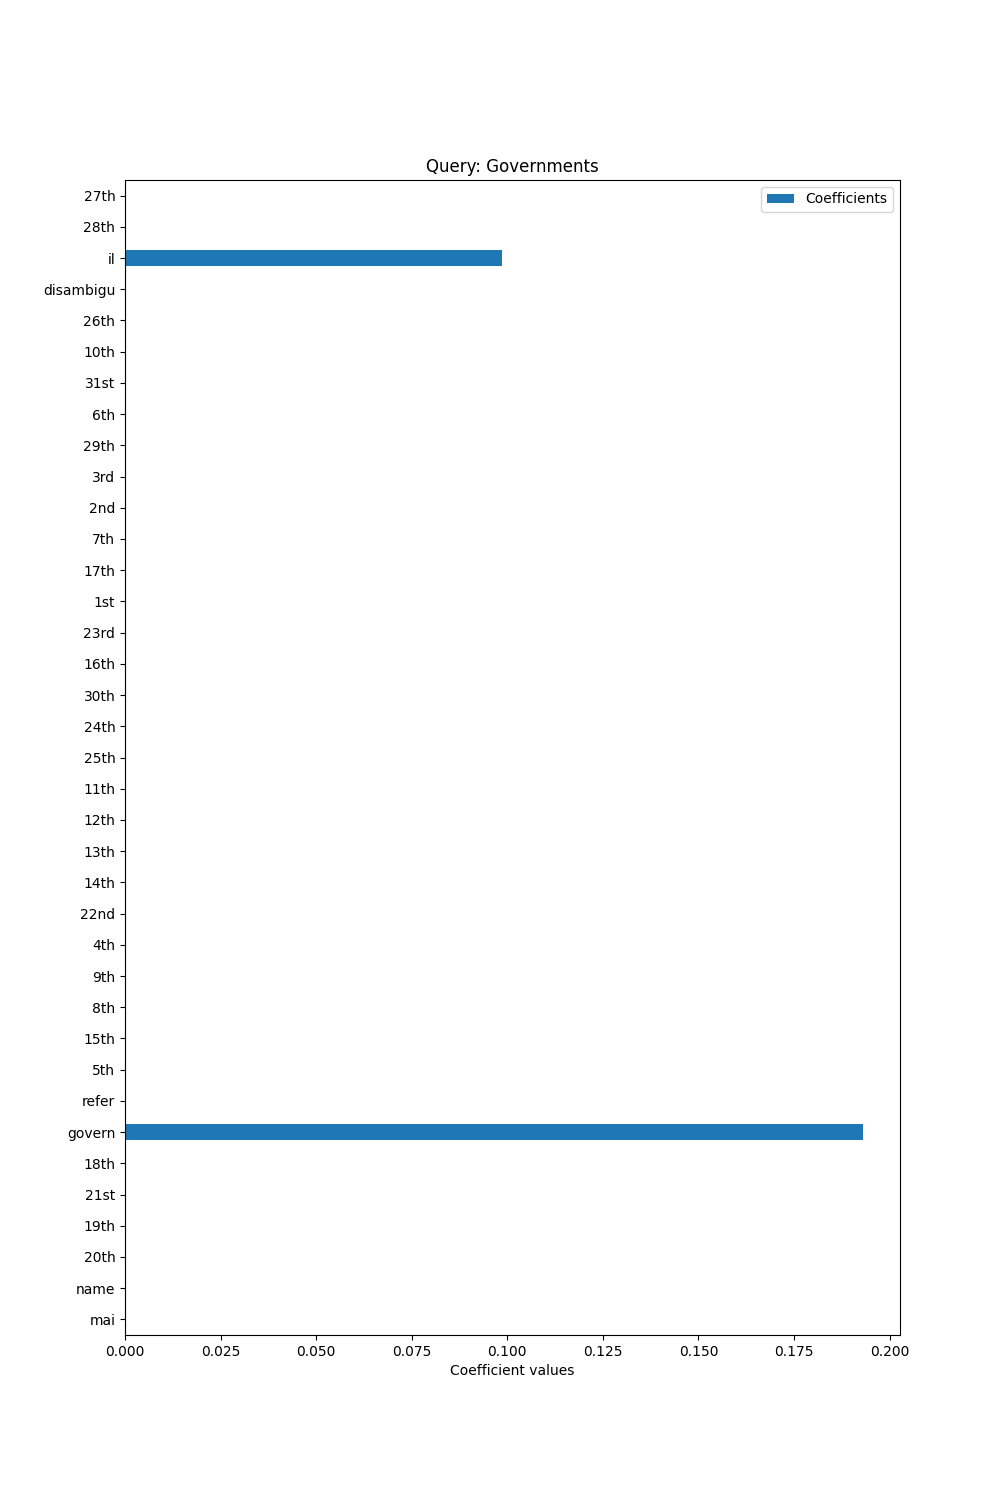 Query: Governments
Coefficients
27th
28th
il
disambigu
26th
10th
31st
6th
29th
3rd
2nd
7th
17th
1st
23rd
16th
30th
24th
25th
11th
12th
13th
14th
22nd
4th
9th
8th
15th
5th
refer
govern
18th
21st
19th
20th
name
mai
0.000 0.025 0.050 0.075 0.100 0.125 0.150 0.175 0.200
Coefficient values